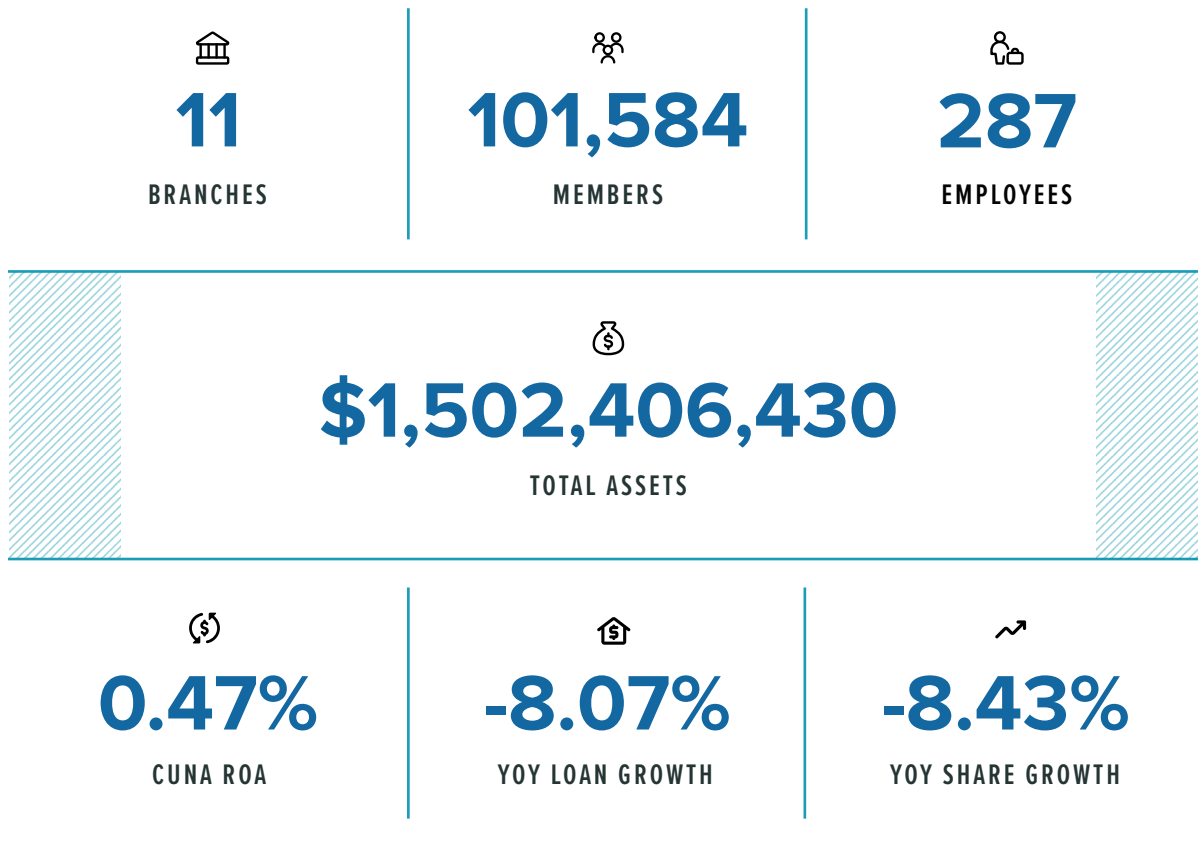 11
101,584
287
BRANCHES
MEMBERS
EMPLOYEES
$1,502,406,430
TOTAL ASSETS
0.47%
-8.07%
-8.43%
CUNA ROA
YOY LOAN GROWTH
YOY SHARE GROWTH